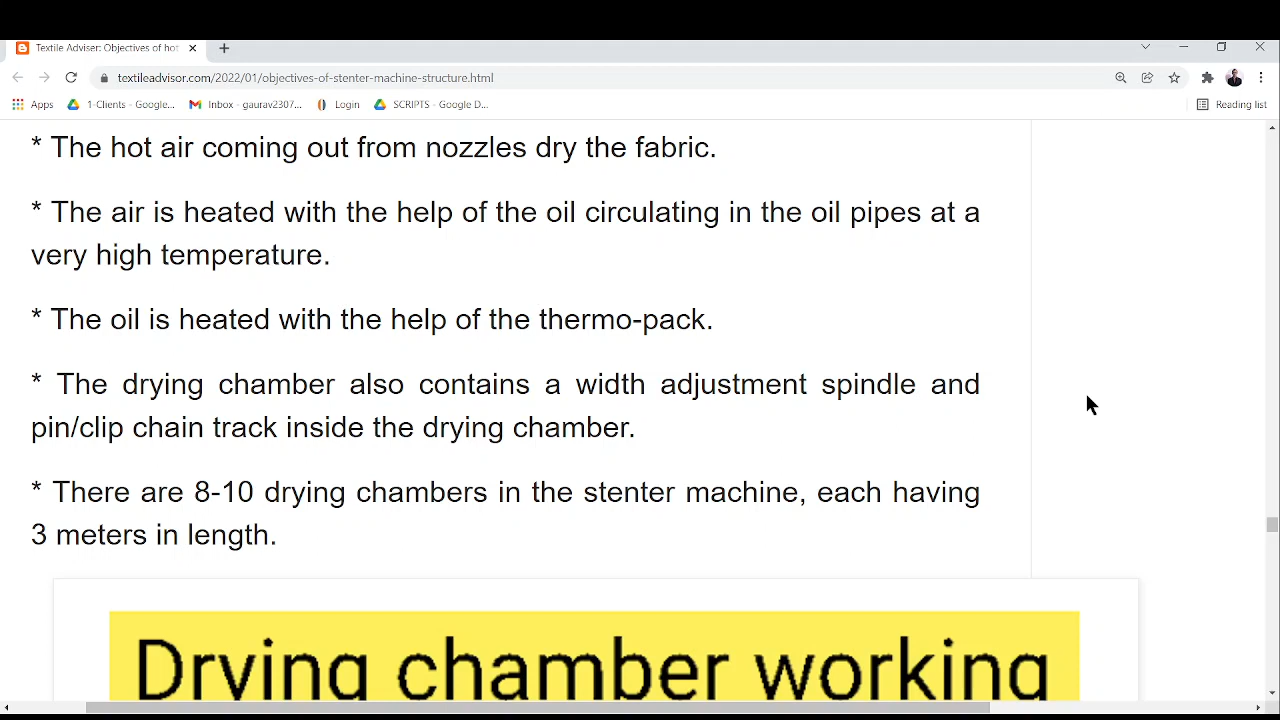 Textile Adviser: Objectives of hot
textileadvisor.com/2022/01/objectives-of-stenter-machine-structure.html
Apps 1-Clients - Google... Inbox - gaurav2307... Login SCRIPTS - Google D... Reading list
* The hot air coming out from nozzles dry the fabric.
* The air is heated with the help of the oil circulating in the oil pipes at a
very high temperature.
* The oil is heated with the help of the thermo-pack.
* The drying chamber also contains a width adjustment spindle and
pin/clip chain track inside the drying chamber.
* There are 8-10 drying chambers in the stenter machine, each having
3 meters in length.
Drying chamber working